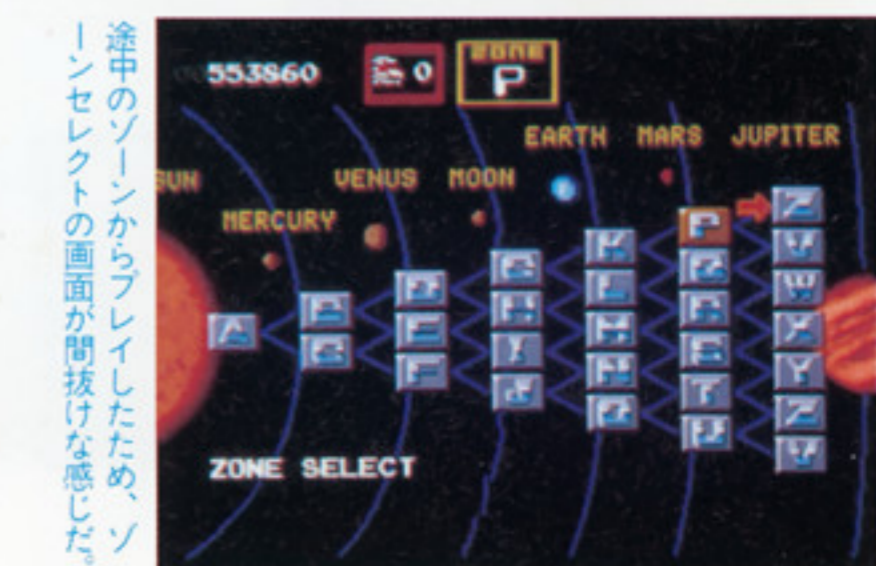 途中のゾーンからプレイしたため、ゾ
ーンセレクトの画面が間抜けな感じだ。
553860
0
ZONE
P
EARTH MARS JUPITER
SUN VENUS MOON
MERCURY
A
B
C
D
E
F
G
H
I
J
K
L
M
N
O
P
Q
R
S
T
U
Z
V
W
X
Y
Z
ZONE SELECT